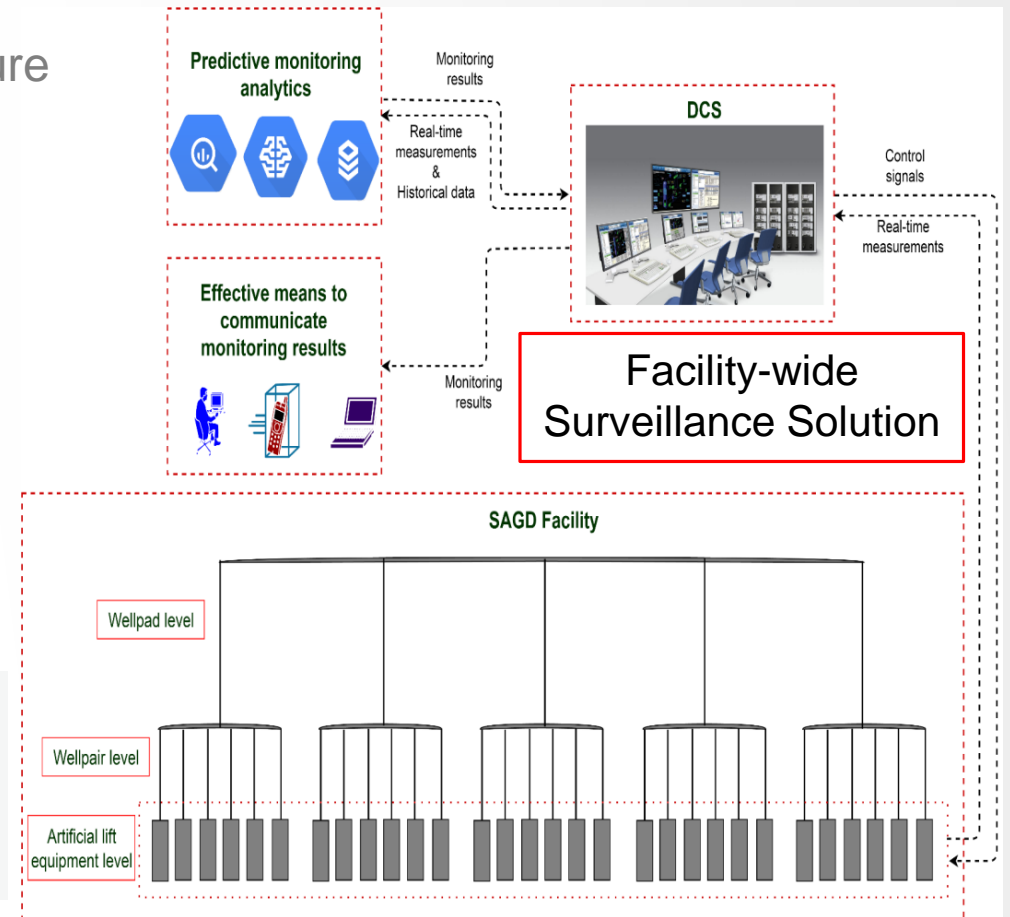 ure
Predictive monitoring
analytics
Monitoring
results
Real-time
measurements
&
Historical data
DCS
Control
signals
Real-time
measurements
Effective means to
communicate
monitoring results
Monitoring
results
Facility-wide
Surveillance Solution
SAGD Facility
Wellpad level
Wellpair level
Artificial lift
equipment level